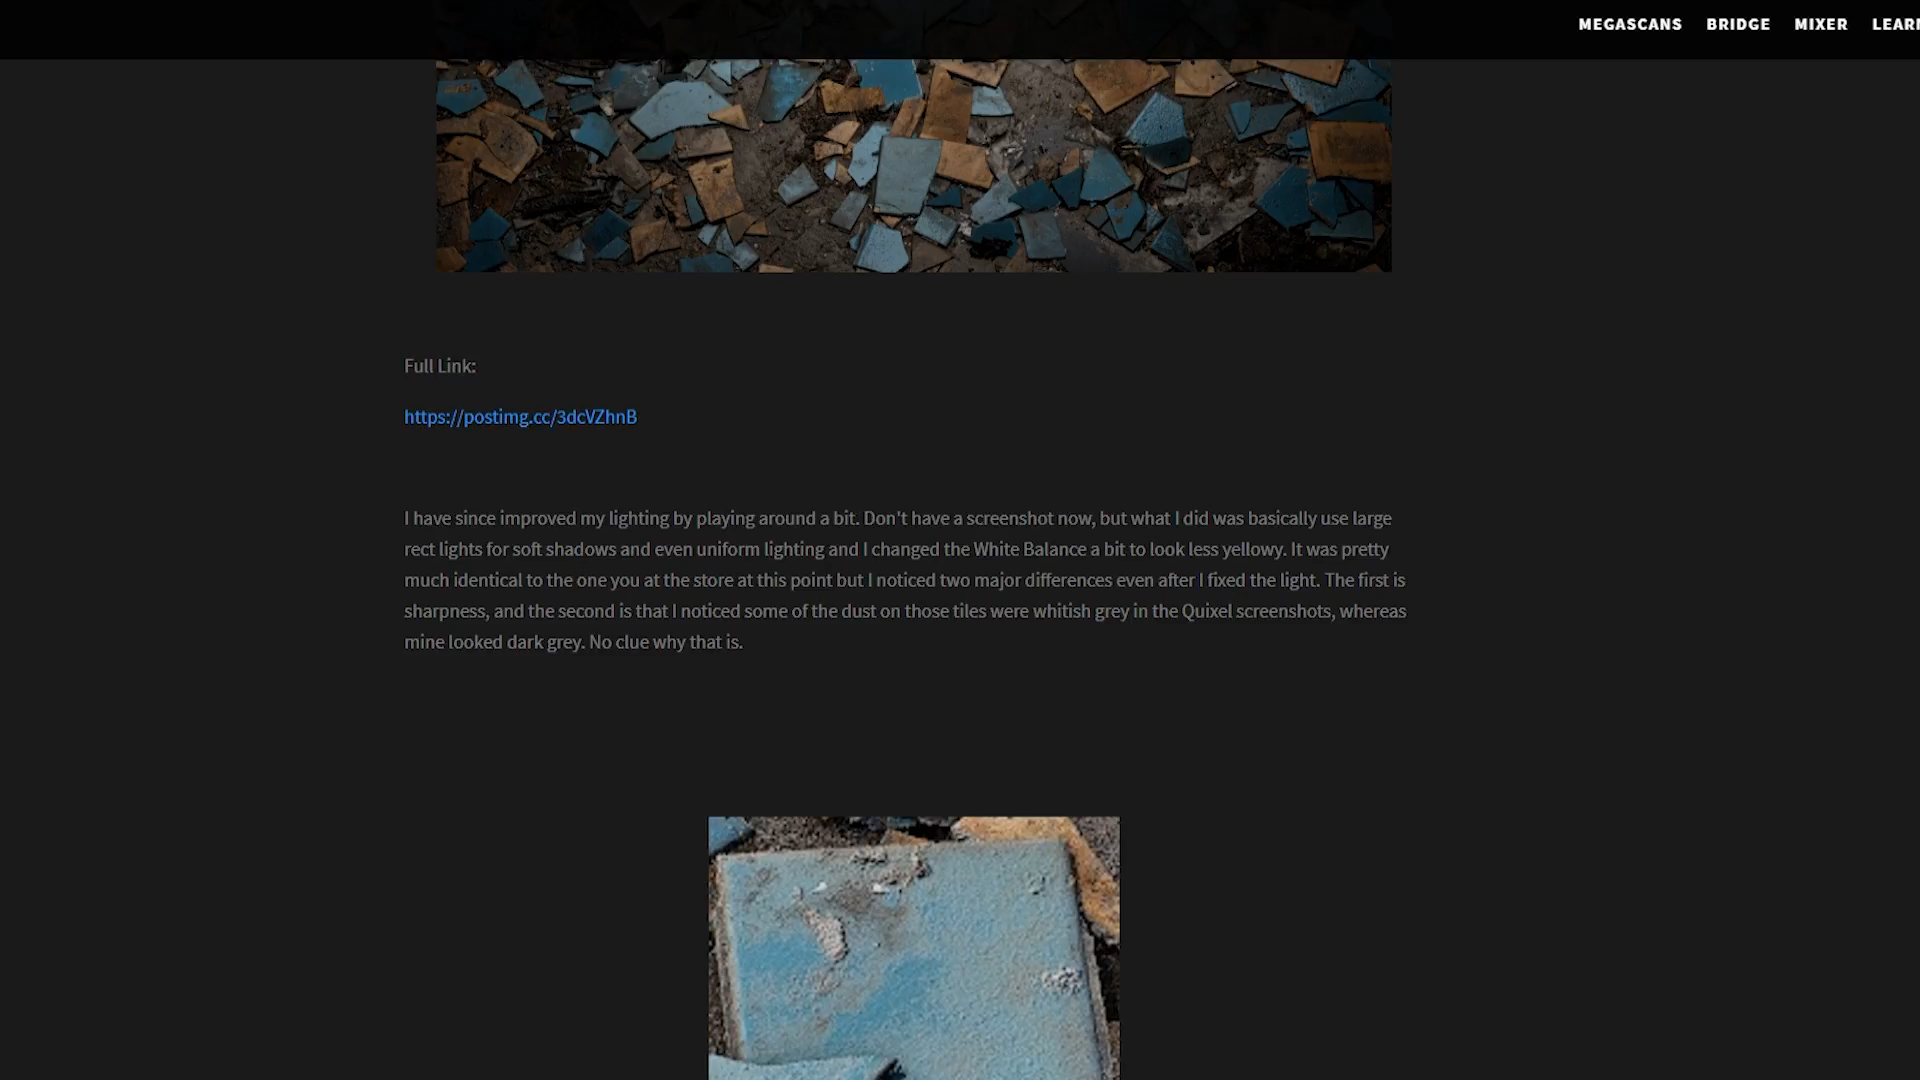 MEGASCANS BRIDGE MIXER
Full Link:
https://postimg.cc/3dcVZhnB
I have since improved my lighting by playing around a bit. Don't have a screenshot now, but what I did was basically use large
rect lights for soft shadows and even uniform lighting and I changed the White Balance a bit to look less yellowy. It was pretty
much identical to the one you at the store at this point but I noticed two major differences even after I fixed the light. The first is
sharpness, and the second is that I noticed some of the dust on those tiles were whitish grey in the Quixel screenshots, whereas
mine looked dark grey. No clue why that is.